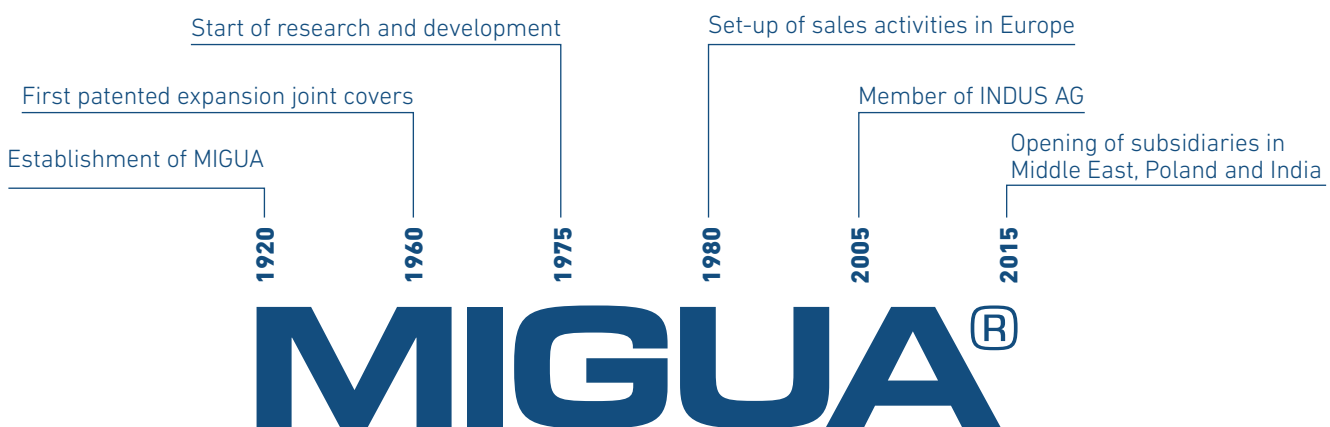 Start of research and development
Set-up of sales activities in Europe
First patented expansion joint covers
Member of INDUS AG
Establishment of MIGUA
Opening of subsidiaries in
Middle East, Poland and India
1920
1960
1975
1980
2005
2015
MIGUA®